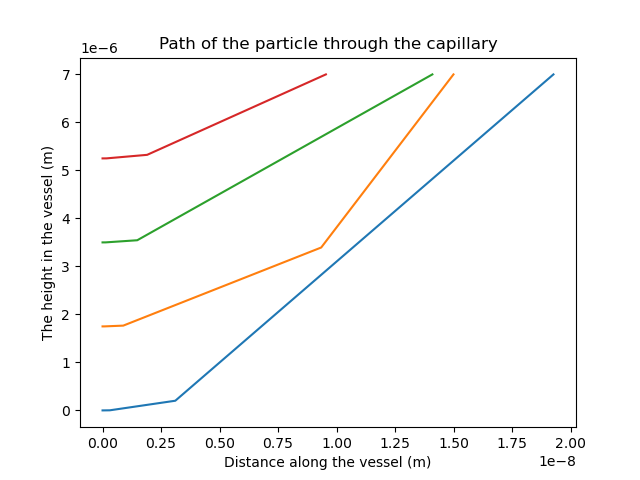 Path of the particle through the capillary
1e−6
7
6
5
4
3
2
1
0
The height in the vessel (m)
0.00 0.25 0.50 0.75 1.00 1.25 1.50 1.75 2.00
Distance along the vessel (m)
1e−8